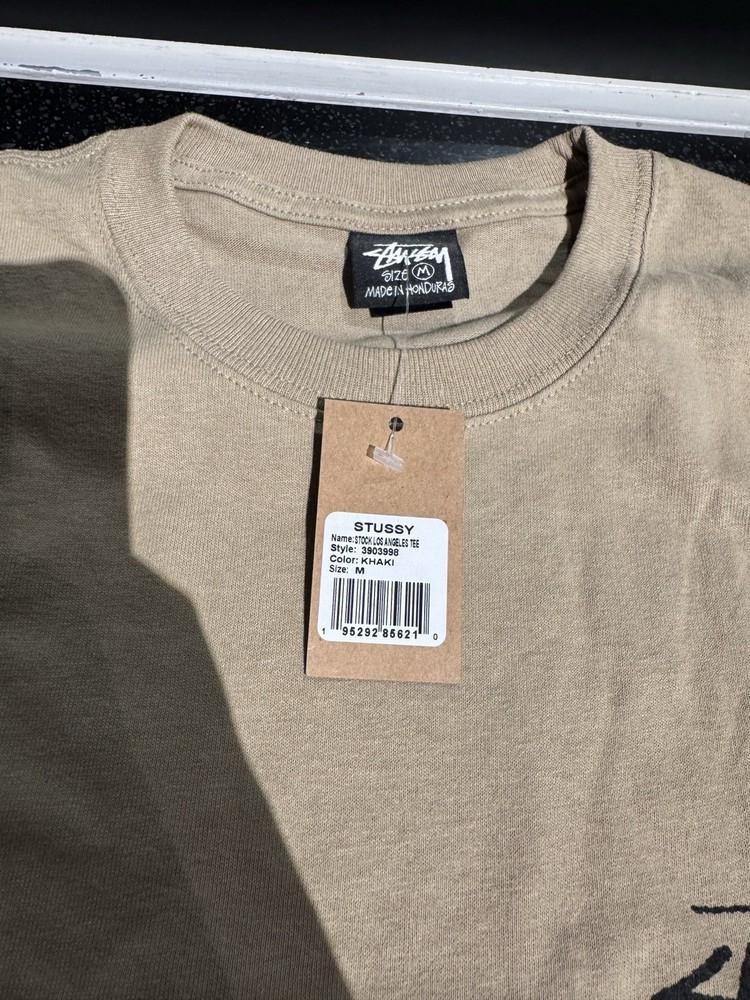 STÜSSY
SIZE M
MADE IN HONDURAS
STUSSY
Name: STOCK LOS ANGELES TEE
Style: 3903998
Color: KHAKI
Size: M
1 95292 85621 0